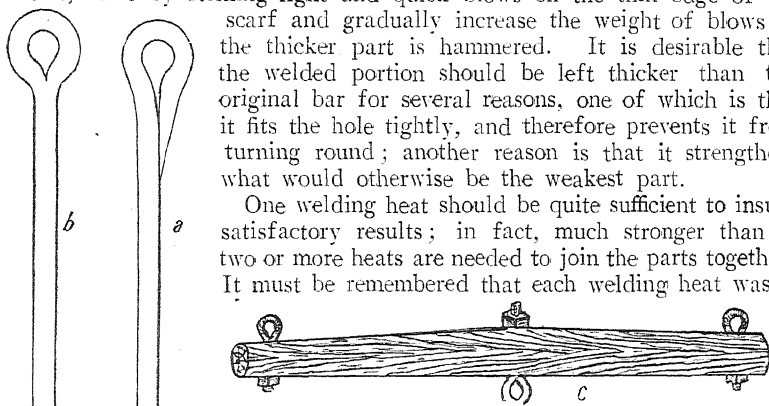 scarf and gradually increase the weight of blows
the thicker part is hammered. It is desirable
the welded portion should be left thicker than
original bar for several reasons, one of which is
it fits the hole tightly, and therefore prevents it
turning round; another reason is that it
what would otherwise be the weakest part.
One welding heat should be quite sufficient to
satisfactory results; in fact, much stronger than
two or more heats are needed to join the parts
It must be remembered that each welding heat
b
a
c